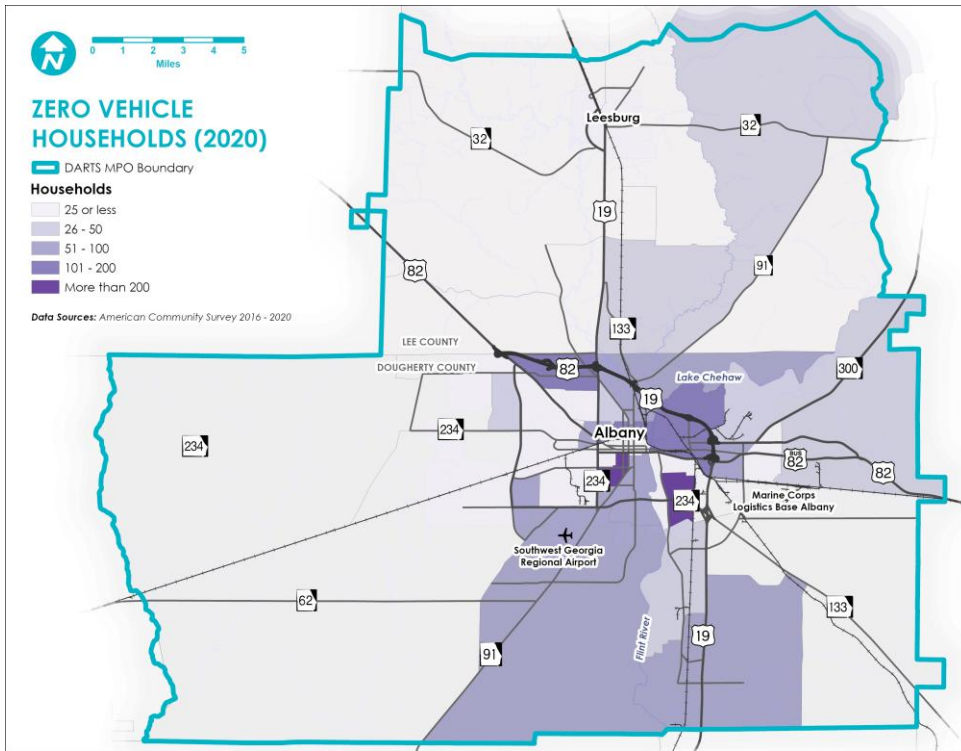 N
0 1 2 3 4 5
Miles
ZERO VEHICLE
HOUSEHOLDS (2020)
DARTS MPO Boundary
Households
25 or less
26 - 50
51 - 100
101 - 200
More than 200
Data Sources: American Community Survey 2016 - 2020
Leesburg
32
32
19
82
91
133
LEE COUNTY
DOUGHERTY COUNTY
82
300
Lake Chehaw
19
234
234
Albany
BUS
82
82
234
234
Marine Corps
Logistics Base Albany
Southwest Georgia
Regional Airport
62
133
19
Flint River
91